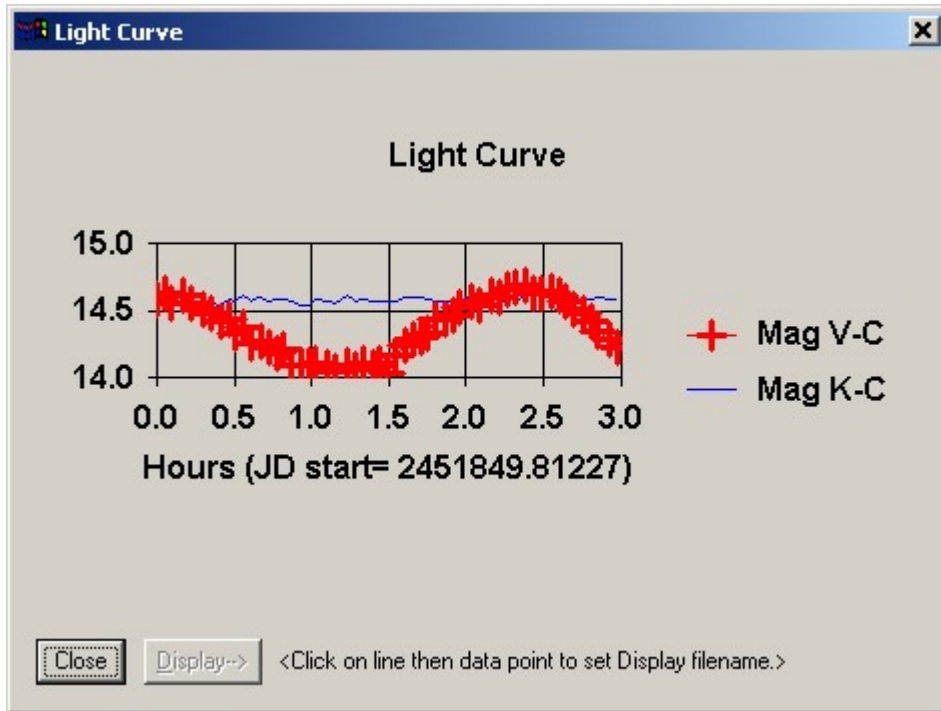 Light Curve
Light Curve
15.0
14.5
14.0
0.0 0.5 1.0 1.5 2.0 2.5 3.0
Hours (JD start= 2451849.81227)
Mag V-C
Mag K-C
Close Display--> <Click on line then data point to set Display filename.>